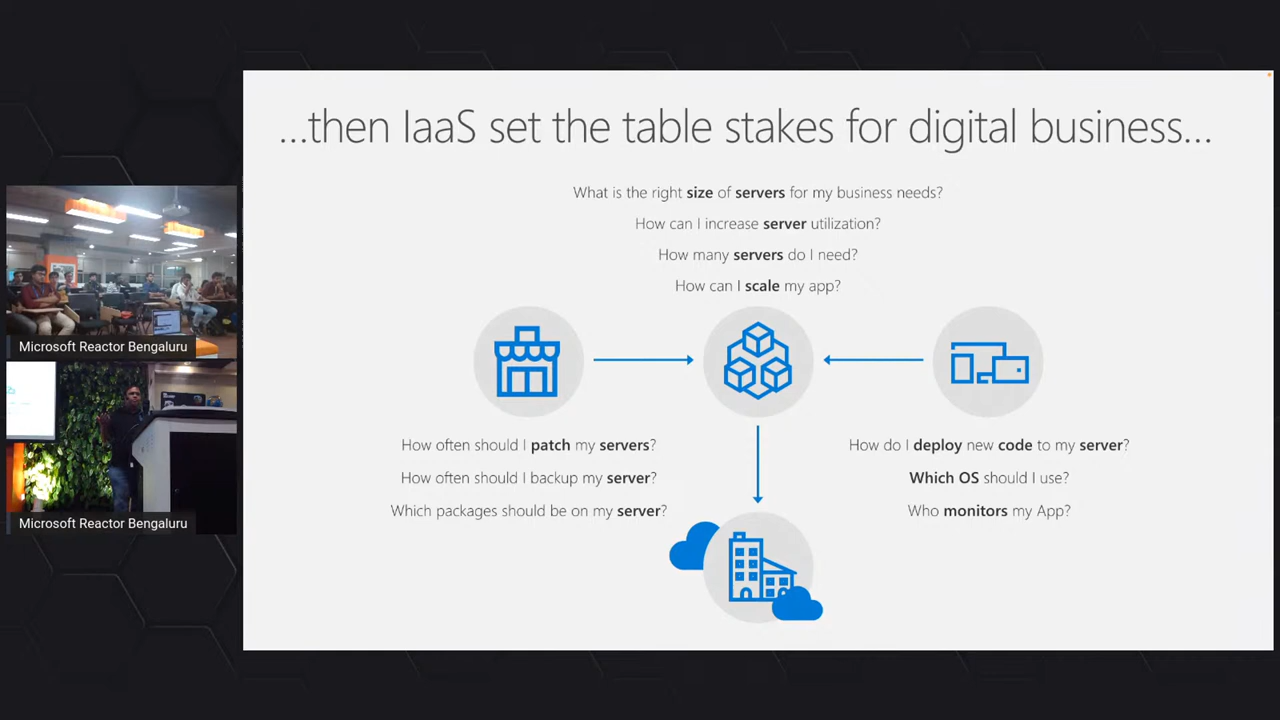 ...then IaaS set the table stakes for digital business...
What is the right size of servers for my business needs?
How can I increase server utilization?
How many servers do I need?
How can I scale my app?
How often should I patch my servers?
How often should I backup my server?
Which packages should be on my server?
How do I deploy new code to my server?
Which OS should I use?
Who monitors my App?
Microsoft Reactor Bengaluru
Microsoft Reactor Bengaluru